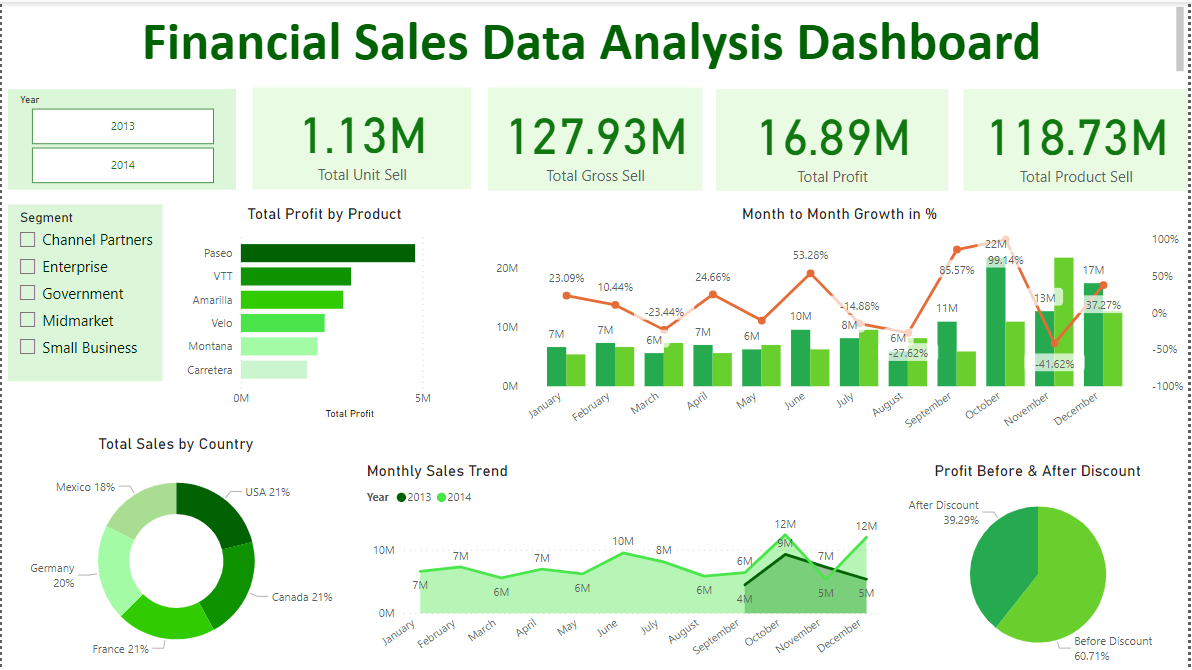 Financial Sales Data Analysis Dashboard
Year
2013
2014
1.13M
Total Unit Sell
127.93M
Total Gross Sell
16.89M
Total Profit
118.73M
Total Product Sell
Segment
Channel Partners
Enterprise
Government
Midmarket
Small Business
Total Profit by Product
Paseo
VTT
Amarilla
Velo
Montana
Carretera
0M
5M
Total Profit
Month to Month Growth in %
20M
10M
0M
100%
50%
0%
-50%
-100%
23.09%
10.44%
-23.44%
24.66%
53.28%
-14.88%
-27.62%
85.57%
99.14%
-41.62%
37.27%
7M
7M
6M
7M
6M
10M
8M
6M
11M
22M
13M
17M
January
February
March
April
May
June
July
August
September
October
November
December
Total Sales by Country
Mexico 18%
USA 21%
Germany
20%
Canada 21%
France 21%
Monthly Sales Trend
Year
2013
2014
10M
0M
7M
7M
6M
7M
6M
10M
8M
6M
6M
12M
5M
12M
4M
9M
7M
5M
January
February
March
April
May
June
July
August
September
October
November
December
Profit Before & After Discount
After Discount
39.29%
Before Discount
60.71%